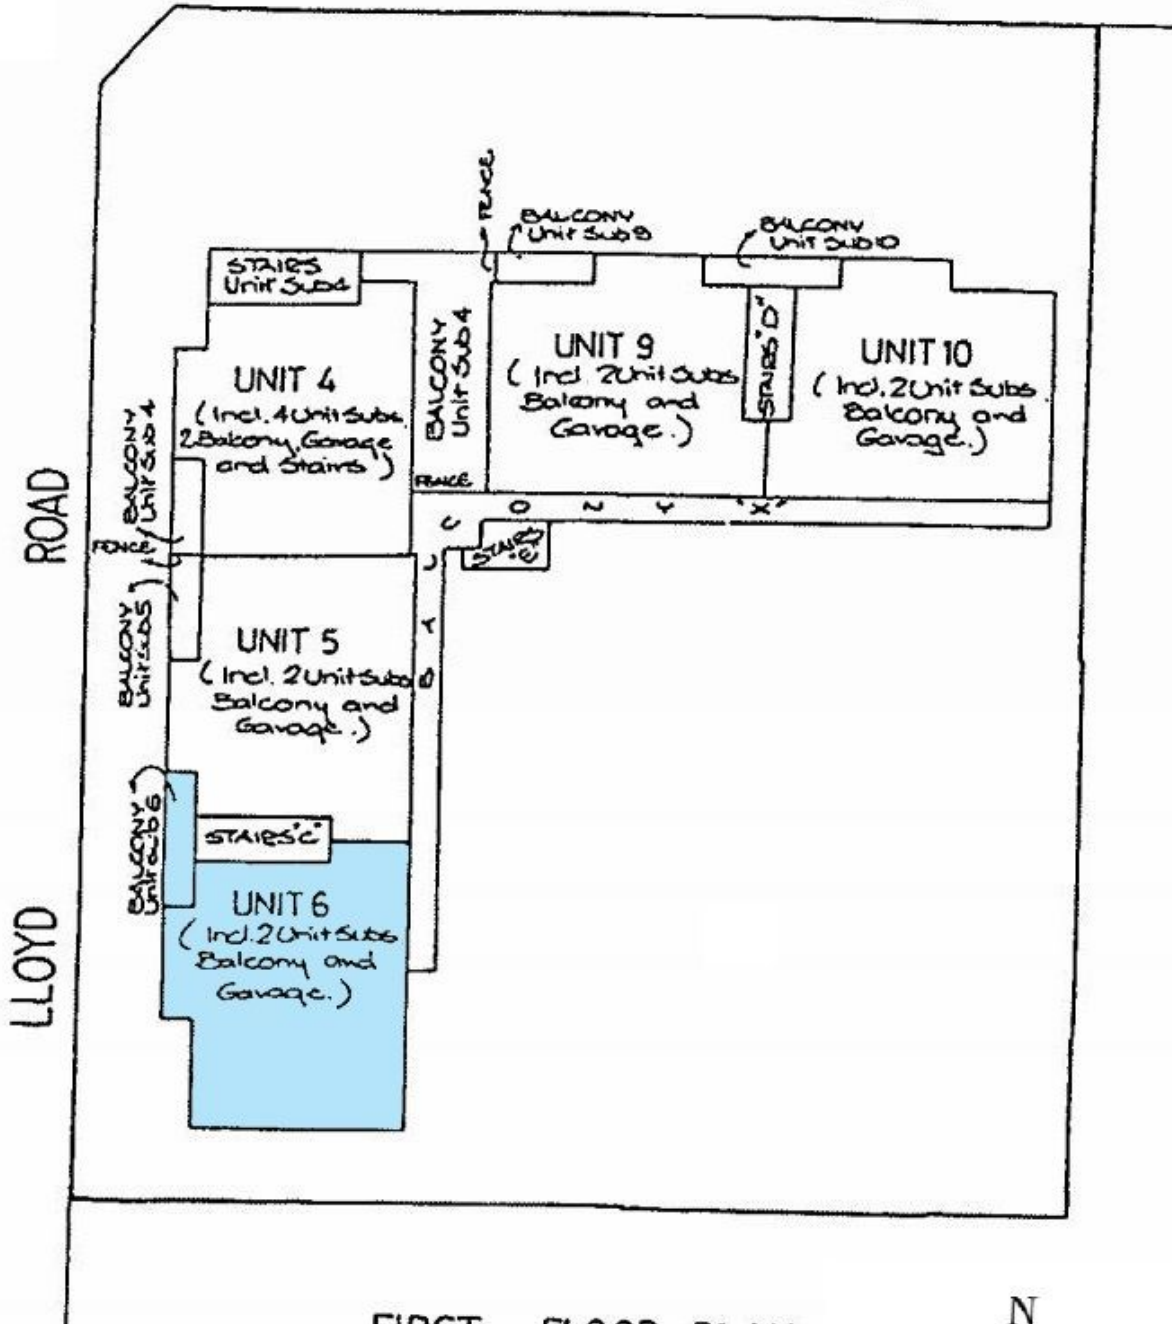 FENCE
BALCONY
Unit Sub 9
BALCONY
Unit Sub 10
STAIRS
Unit Sub 4
BALCONY
Unit Sub 4
UNIT 4
(Incl. 4 Unit Subs
2 Balcony, Garage
and Stairs)
UNIT 9
(Incl. 2 Unit Subs
Balcony and
Garage.)
STAIRS "D"
UNIT 10
(Incl. 2 Unit Subs
Balcony and
Garage.)
BALCONY
Unit Sub 4
FENCE
FENCE
STAIRS
"E"
BALCONY
Unit Sub 5
UNIT 5
(Incl. 2 Unit Subs
Balcony and
Garage.)
BALCONY
Unit Sub 6
STAIRS "C"
UNIT 6
(Incl. 2 Unit Subs
Balcony and
Garage.)
LLOYD ROAD
N